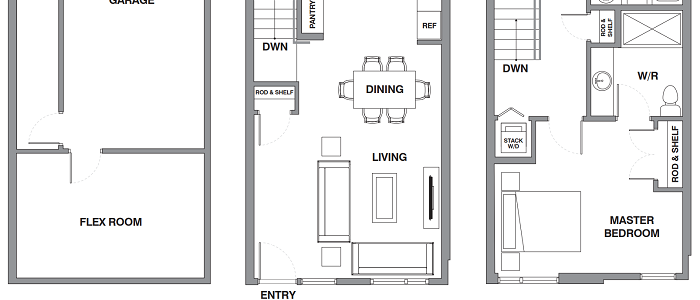 GARAGE
FLEX ROOM
PANTRY
REF
DWN
ROD & SHELF
DINING
LIVING
ENTRY
ROD &
SHELF
DWN
W/R
STACK
W/D
ROD & SHELF
MASTER
BEDROOM